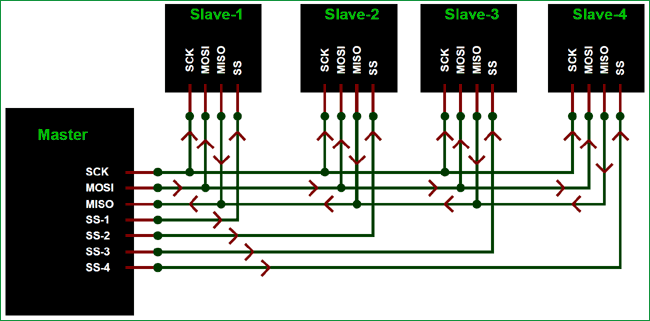 Slave-1
SCK
MOSI
MISO
SS
Slave-2
SCK
MOSI
MISO
SS
Slave-3
SCK
MOSI
MISO
SS
Slave-4
SCK
MOSI
MISO
SS
Master
SCK
MOSI
MISO
SS-1
SS-2
SS-3
SS-4